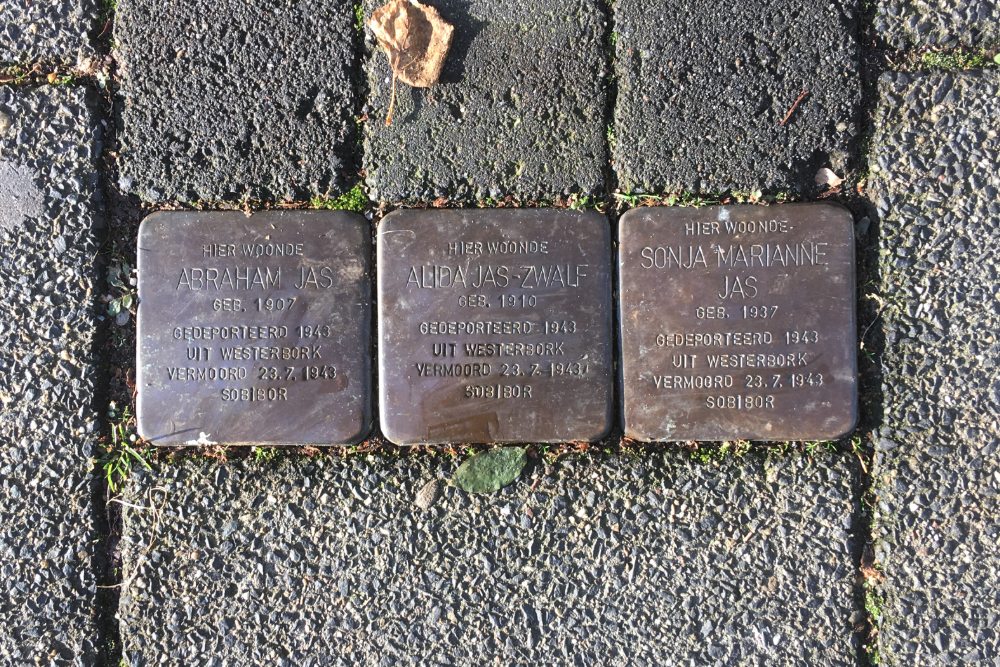 HIER WOONDE
ABRAHAM JAS
GEB. 1907
GEDEPORTEERD 1943
UIT WESTERBORK
VERMOORD 23.7.1943
SOBIBOR
HIER WOONDE
ALIDA JAS-ZWALF
GEB. 1910
GEDEPORTEERD 1943
UIT WESTERBORK
VERMOORD 23.7.1943
SOBIBOR
HIER WOONDE
SONJA MARIANNE
JAS
GEB. 1937
GEDEPORTEERD 1943
UIT WESTERBORK
VERMOORD 23.7.1943
SOBIBOR